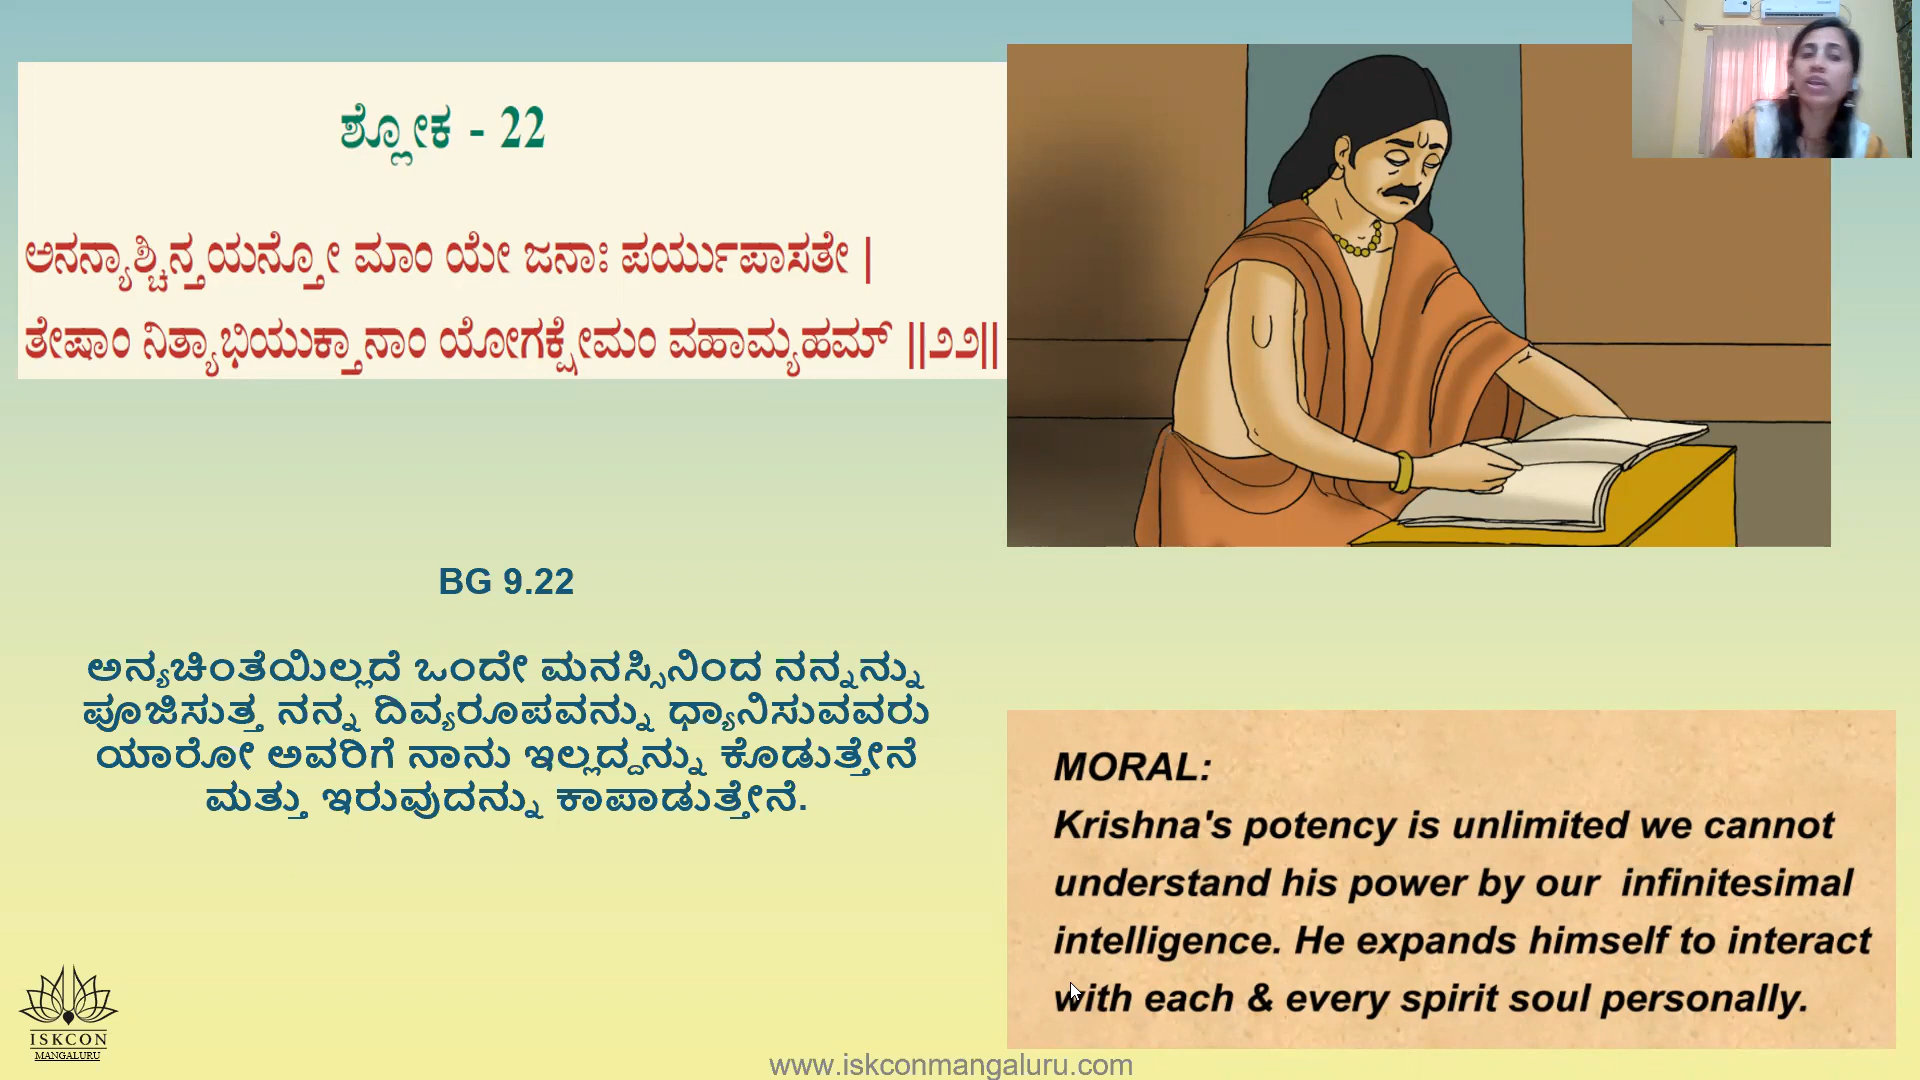 ಶ್ಲೋಕ - 22
ಅನನ್ಯಾಶ್ಚಿನ್ತಯನ್ತೋ ಮಾಂ ಯೇ ಜನಾಃ ಪರ್ಯುಪಾಸತೇ |
ತೇಷಾಂ ನಿತ್ಯಾಭಿಯುಕ್ತಾನಾಂ ಯೋಗಕ್ಷೇಮಂ ವಹಾಮ್ಯಹಮ್ ||೨೨||
BG 9.22
ಅನ್ಯಚಿಂತೆಯಿಲ್ಲದೆ ಒಂದೇ ಮನಸ್ಸಿನಿಂದ ನನ್ನನ್ನು
ಪೂಜಿಸುತ್ತ ನನ್ನ ದಿವ್ಯರೂಪವನ್ನು ಧ್ಯಾನಿಸುವವರು
ಯಾರೋ ಅವರಿಗೆ ನಾನು ಇಲ್ಲದ್ದನ್ನು ಕೊಡುತ್ತೇನೆ
ಮತ್ತು ಇರುವುದನ್ನು ಕಾಪಾಡುತ್ತೇನೆ.
MORAL:
Krishna's potency is unlimited we cannot
understand his power by our infinitesimal
intelligence. He expands himself to interact
with each & every spirit soul personally.
ISKCON
MANGALURU
www.iskconmangaluru.com